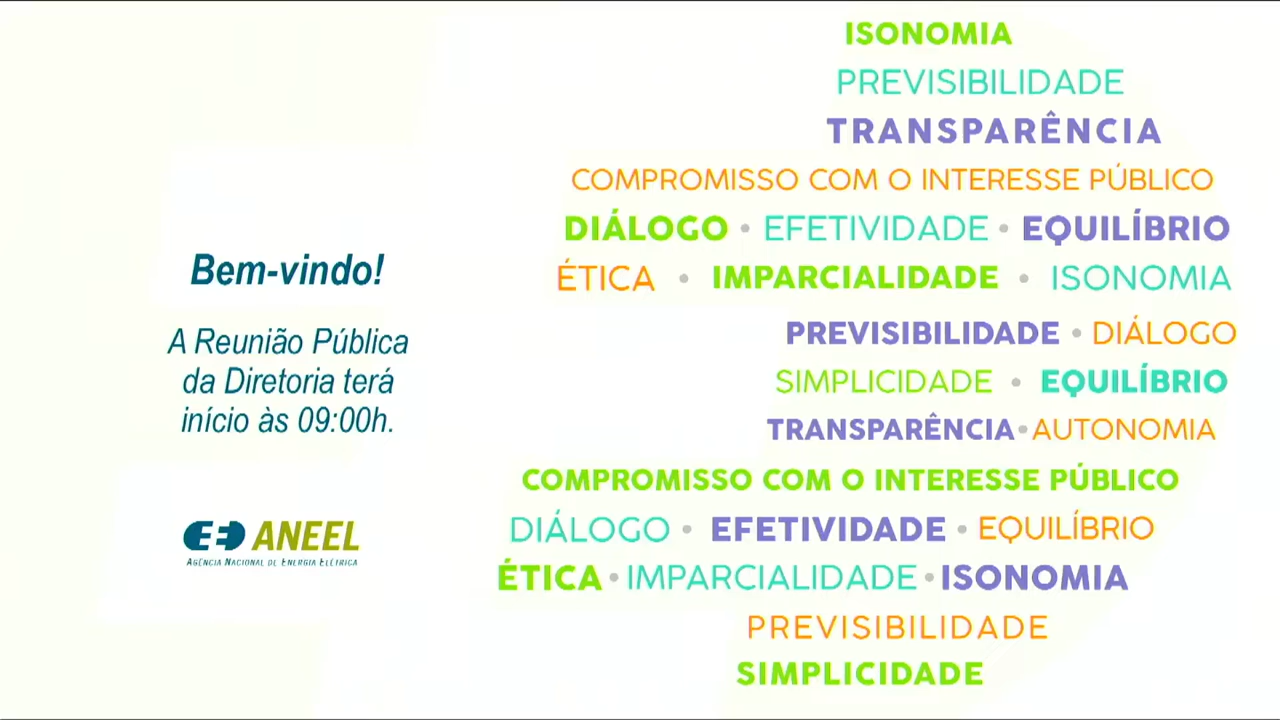 Bem-vindo!
A Reunião Pública
da Diretoria terá
início às 09:00h.
ANEEL
AGÊNCIA NACIONAL DE ENERGIA ELÉTRICA
ISONOMIA
PREVISIBILIDADE
TRANSPARÊNCIA
COMPROMISSO COM O INTERESSE PÚBLICO
DIÁLOGO • EFETIVIDADE • EQUILÍBRIO
ÉTICA • IMPARCIALIDADE • ISONOMIA
PREVISIBILIDADE • DIÁLOGO
SIMPLICIDADE • EQUILÍBRIO
TRANSPARÊNCIA • AUTONOMIA
COMPROMISSO COM O INTERESSE PÚBLICO
DIÁLOGO • EFETIVIDADE • EQUILÍBRIO
ÉTICA • IMPARCIALIDADE • ISONOMIA
PREVISIBILIDADE
SIMPLICIDADE